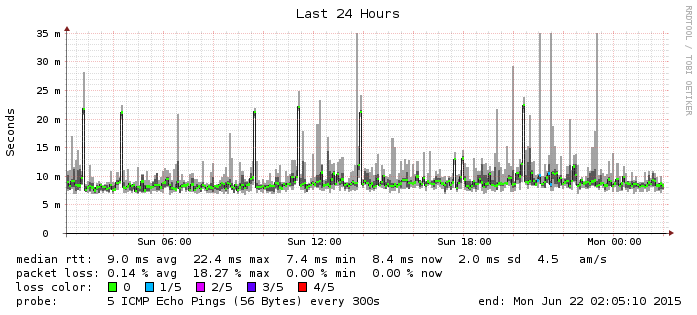 Last 24 Hours
RRDTOOL / TOBI OETIKER
Seconds
35 m
30 m
25 m
20 m
15 m
10 m
5 m
0
Sun 06:00 Sun 12:00 Sun 18:00 Mon 00:00
median rtt: 9.0 ms avg 22.4 ms max 7.4 ms min 8.4 ms now 2.0 ms sd 4.5 am/s
packet loss: 0.14 % avg 18.27 % max 0.00 % min 0.00 % now
loss color: 0 1/5 2/5 3/5 4/5
probe: 5 ICMP Echo Pings (56 Bytes) every 300s end: Mon Jun 22 02:05:10 2015